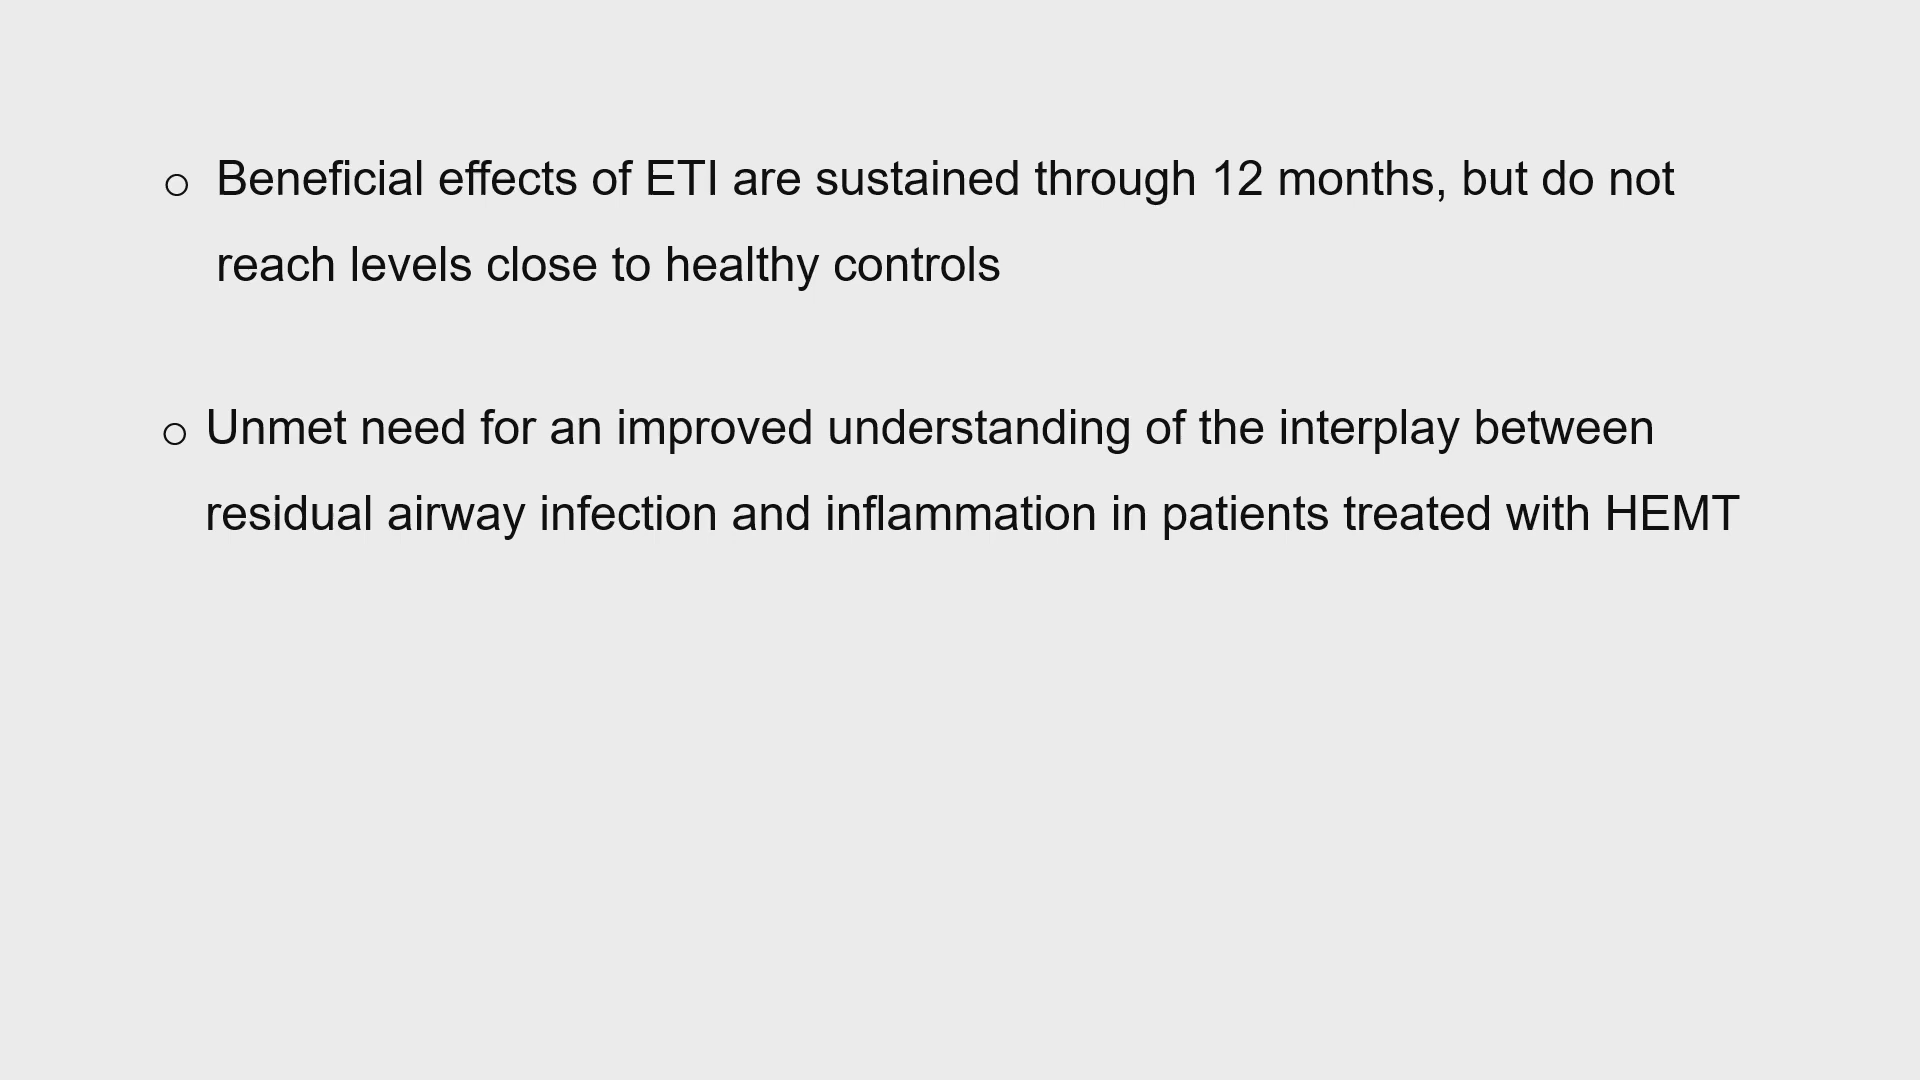 o Beneficial effects of ETI are sustained through 12 months, but do not
reach levels close to healthy controls
o Unmet need for an improved understanding of the interplay between
residual airway infection and inflammation in patients treated with HEMT